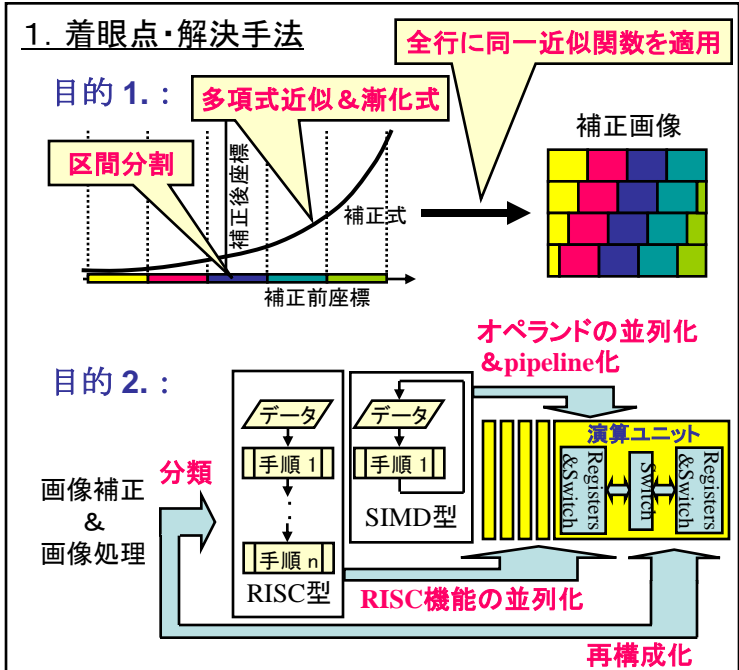 １．着眼点・解決手法
全行に同一近似関数を適用
目的 1.：
多項式近似＆漸化式
区間分割
補正後座標
補正式
補正前座標
補正画像
オペランドの並列化
&pipeline化
目的 2.：
データ
手順１
手順ｎ
RISC型
データ
手順１
SIMD型
演算ユニット
Registers
&Switch
Switch
Registers
&Switch
分類
画像補正
&
画像処理
RISC機能の並列化
再構成化